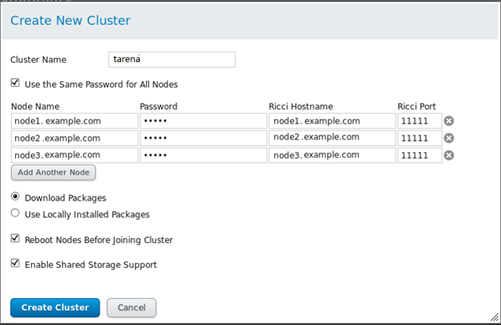 Create New Cluster
Cluster Name tarena
Use the Same Password for All Nodes
Node Name Password Ricci Hostname Ricci Port
node1. example.com ••••• node1. example.com 11111
node2 .example.com ••••• node2 .example.com 11111
node3. example.com ••••• node3. example.com 11111
Add Another Node
Download Packages
Use Locally Installed Packages
Reboot Nodes Before Joining Cluster
Enable Shared Storage Support
Create Cluster Cancel